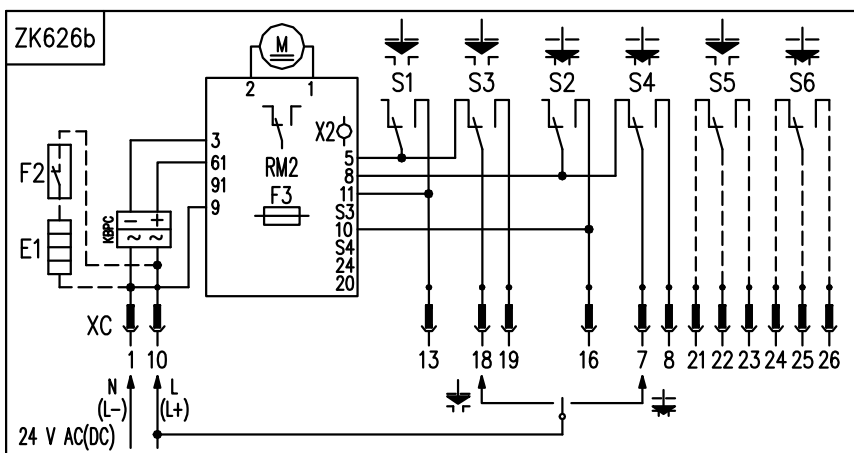 ZK626b
M
2 1
S1 S3 S2 S4 S5 S6
X2
3
61
91
9
RM2
F3
5
8
11
S3
10
S4
24
20
F2
E1
KBPC
− +
~ ~
XC
1 10 13 18 19 16 7 8 21 22 23 24 25 26
N L
(L-) (L+)
24 V AC(DC)